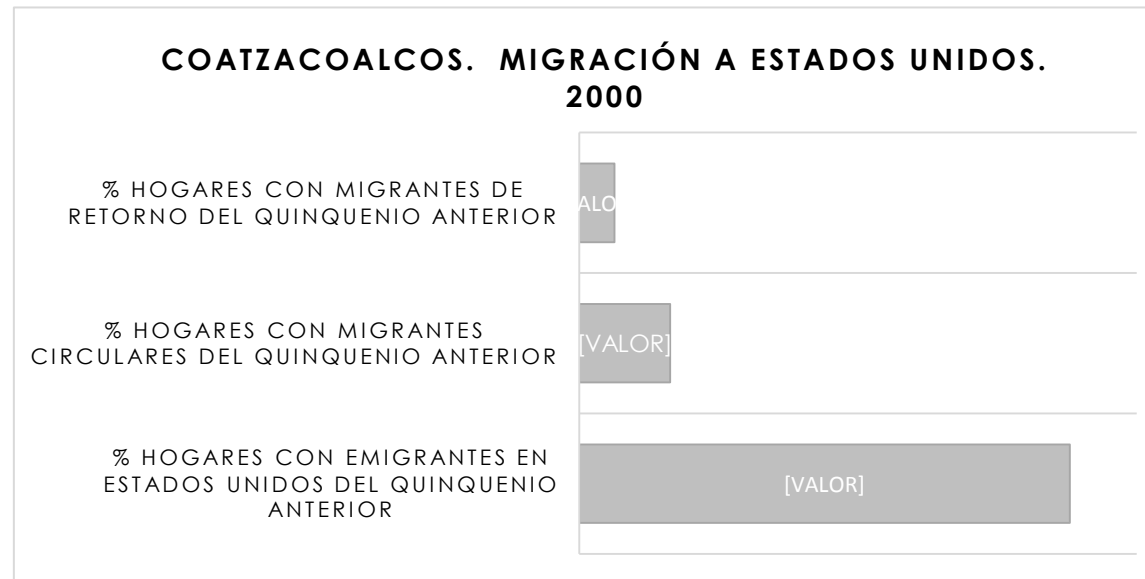 COATZACOALCOS. MIGRACIÓN A ESTADOS UNIDOS.
2000
% HOGARES CON MIGRANTES DE
RETORNO DEL QUINQUENIO ANTERIOR
ALO
% HOGARES CON MIGRANTES
CIRCULARES DEL QUINQUENIO ANTERIOR
[VALOR]
% HOGARES CON EMIGRANTES EN
ESTADOS UNIDOS DEL QUINQUENIO
ANTERIOR
[VALOR]